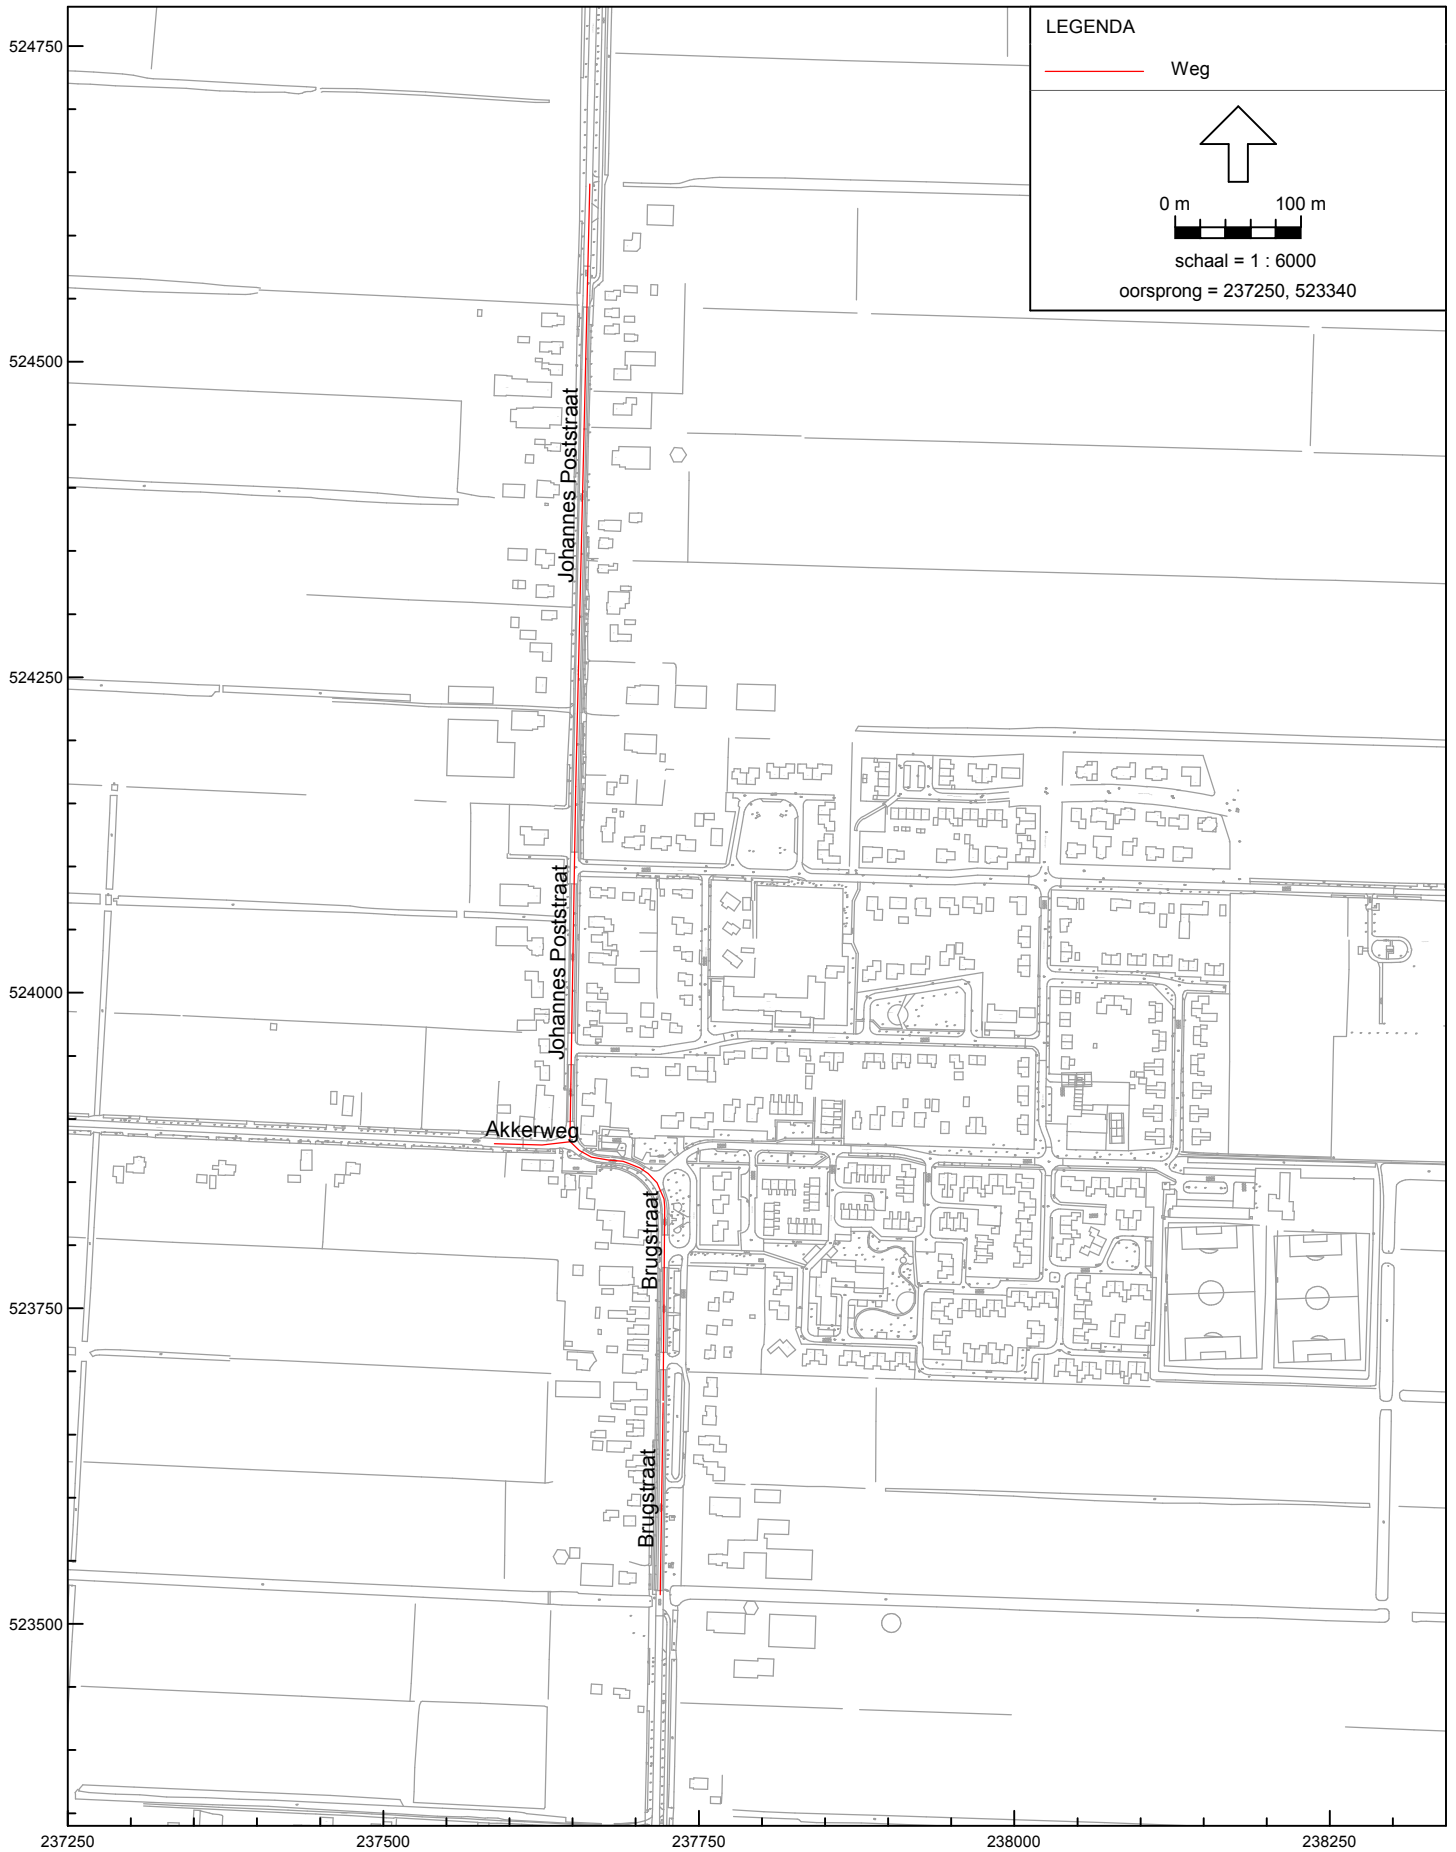 LEGENDA
Weg
0 m 100 m
schaal = 1 : 6000
oorsprong = 237250, 523340
524750
524500
524250
524000
523750
523500
Johannes Poststraat
Johannes Poststraat
Akkerweg
Brugstraat
Brugstraat
237250 237500 237750 238000 238250